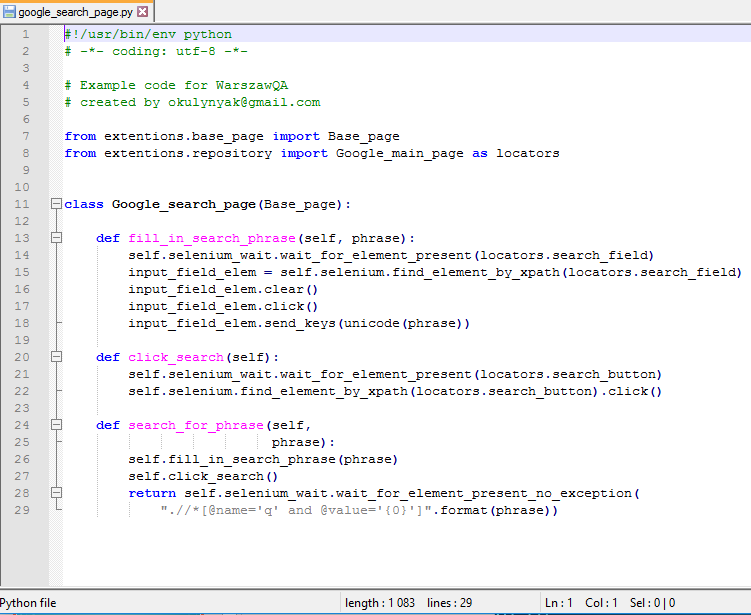 google_search_page.py
1 #!/usr/bin/env python
2 # -*- coding: utf-8 -*-
3
4 # Example code for WarszawQA
5 # created by okulynyak@gmail.com
6
7 from extentions.base_page import Base_page
8 from extentions.repository import Google_main_page as locators
9
10
11 class Google_search_page(Base_page):
12
13     def fill_in_search_phrase(self, phrase):
14         self.selenium_wait.wait_for_element_present(locators.search_field)
15         input_field_elem = self.selenium.find_element_by_xpath(locators.search_field)
16         input_field_elem.clear()
17         input_field_elem.click()
18         input_field_elem.send_keys(unicode(phrase))
19
20     def click_search(self):
21         self.selenium_wait.wait_for_element_present(locators.search_button)
22         self.selenium.find_element_by_xpath(locators.search_button).click()
23
24     def search_for_phrase(self,
25                           phrase):
26         self.fill_in_search_phrase(phrase)
27         self.click_search()
28         return self.selenium_wait.wait_for_element_present_no_exception(
29             ".//*[@name='q' and @value='{0}']".format(phrase))
Python file length : 1 083 lines : 29 Ln : 1 Col : 1 Sel : 0 | 0